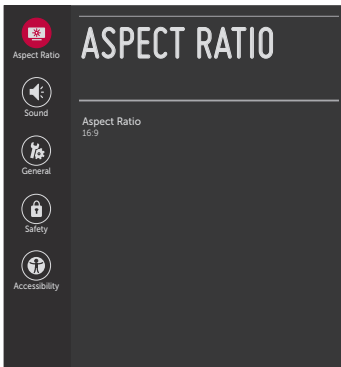 Aspect Ratio
Sound
General
Safety
Accessibility
ASPECT RATIO
Aspect Ratio
16:9